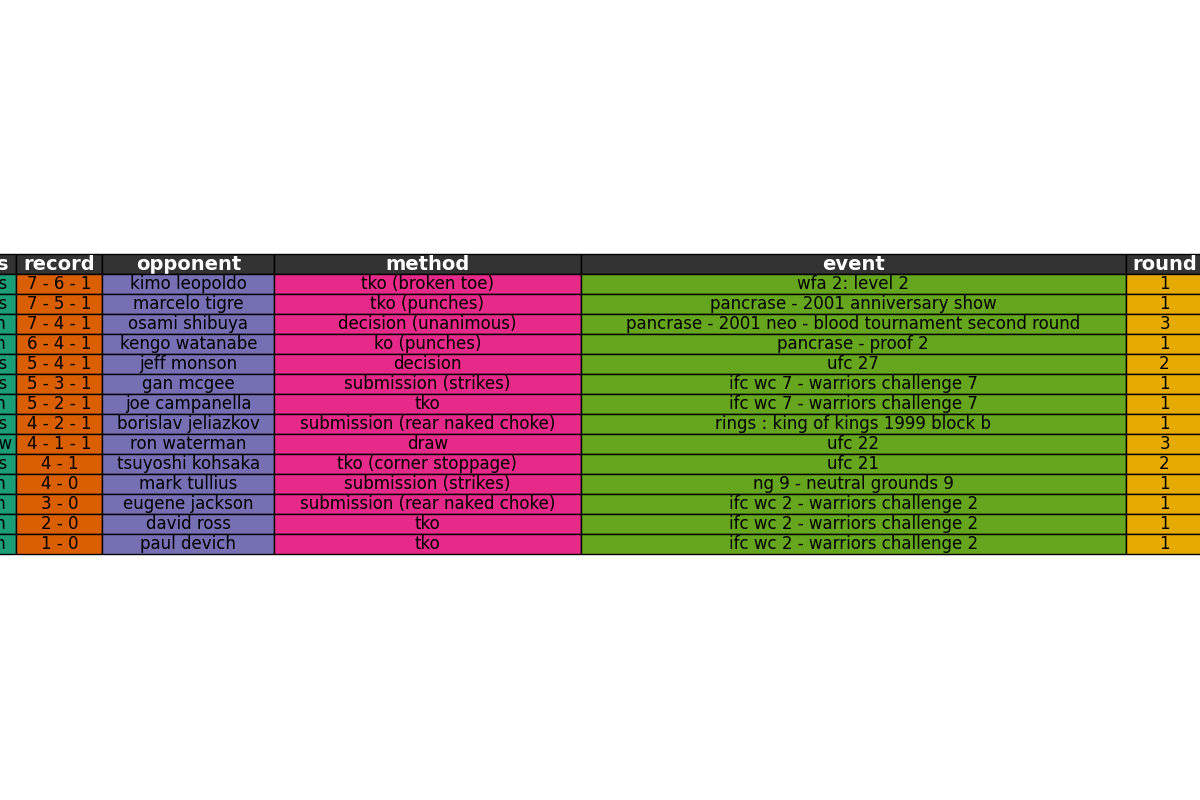 s record opponent method event round
s 7 - 6 - 1 kimo leopoldo tko (broken toe) wfa 2: level 2 1
s 7 - 5 - 1 marcelo tigre tko (punches) pancrase - 2001 anniversary show 1
n 7 - 4 - 1 osami shibuya decision (unanimous) pancrase - 2001 neo - blood tournament second round 3
n 6 - 4 - 1 kengo watanabe ko (punches) pancrase - proof 2 1
s 5 - 4 - 1 jeff monson decision ufc 27 2
s 5 - 3 - 1 gan mcgee submission (strikes) ifc wc 7 - warriors challenge 7 1
n 5 - 2 - 1 joe campanella tko ifc wc 7 - warriors challenge 7 1
s 4 - 2 - 1 borislav jeliazkov submission (rear naked choke) rings : king of kings 1999 block b 1
w 4 - 1 - 1 ron waterman draw ufc 22 3
s 4 - 1 tsuyoshi kohsaka tko (corner stoppage) ufc 21 2
n 4 - 0 mark tullius submission (strikes) ng 9 - neutral grounds 9 1
n 3 - 0 eugene jackson submission (rear naked choke) ifc wc 2 - warriors challenge 2 1
n 2 - 0 david ross tko ifc wc 2 - warriors challenge 2 1
n 1 - 0 paul devich tko ifc wc 2 - warriors challenge 2 1